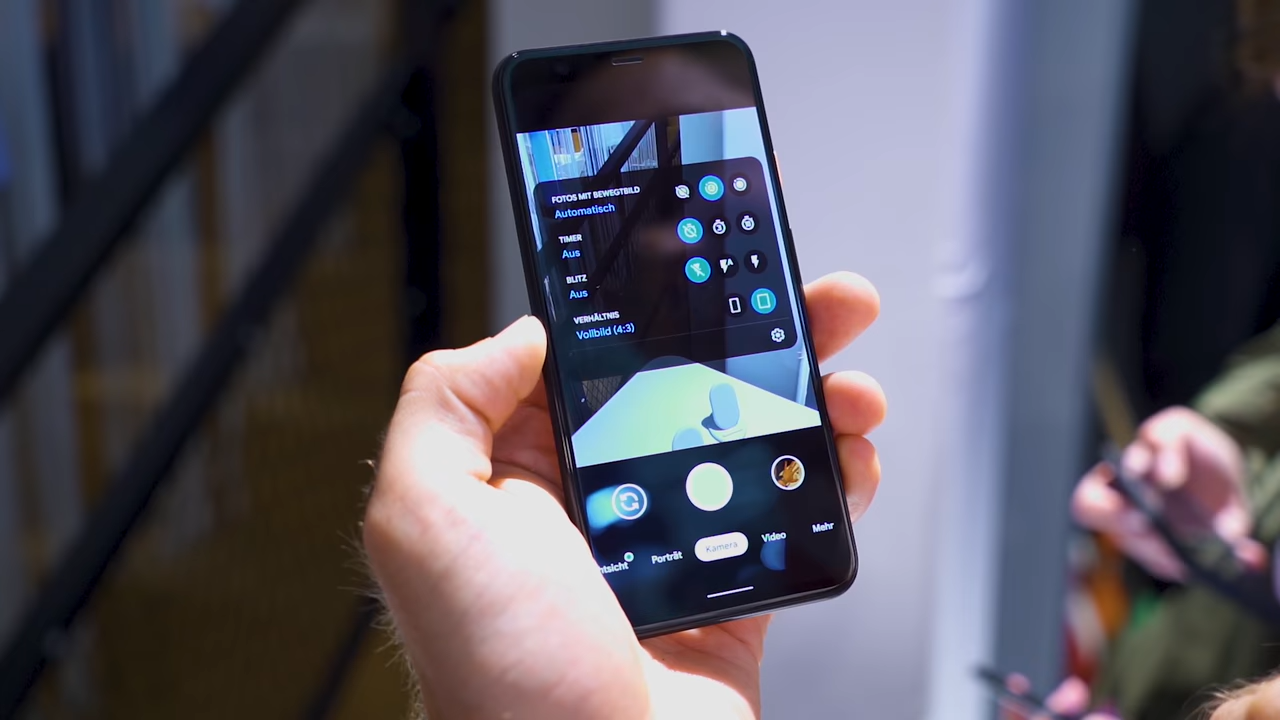 FOTOS MIT BEWEGTBILD
Automatisch
TIMER
Aus
BLITZ
Aus
VERHÄLTNIS
Vollbild (4:3)
Porträt Kamera Video Mehr